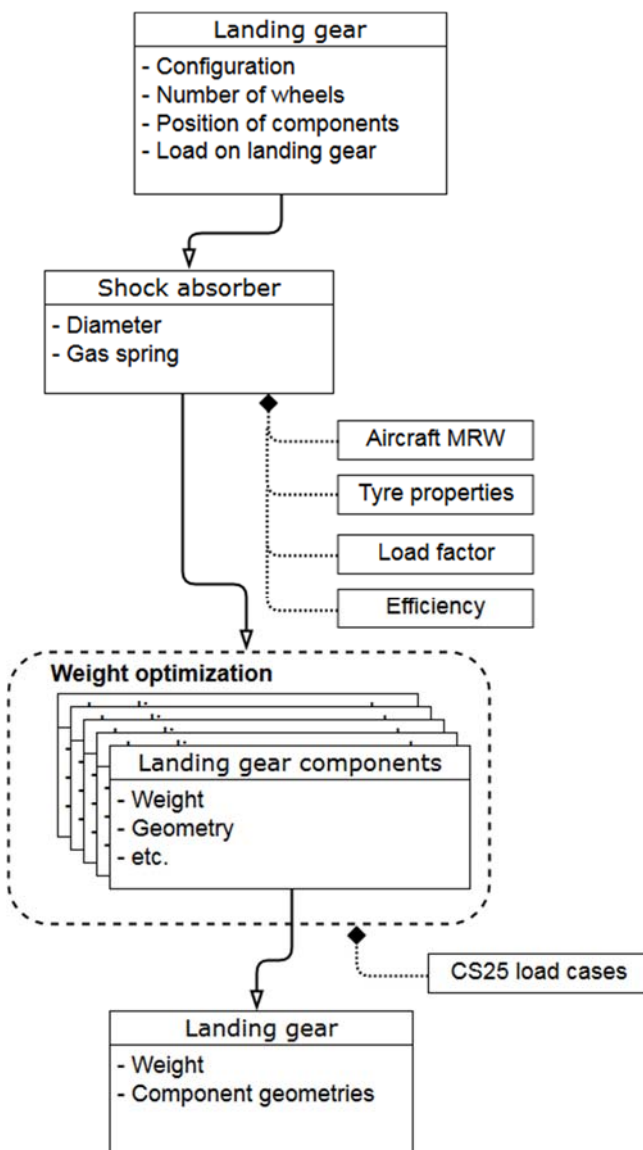 Landing gear
- Configuration
- Number of wheels
- Position of components
- Load on landing gear
Shock absorber
- Diameter
- Gas spring
Aircraft MRW
Tyre properties
Load factor
Efficiency
Weight optimization
Landing gear components
- Weight
- Geometry
- etc.
CS25 load cases
Landing gear
- Weight
- Component geometries